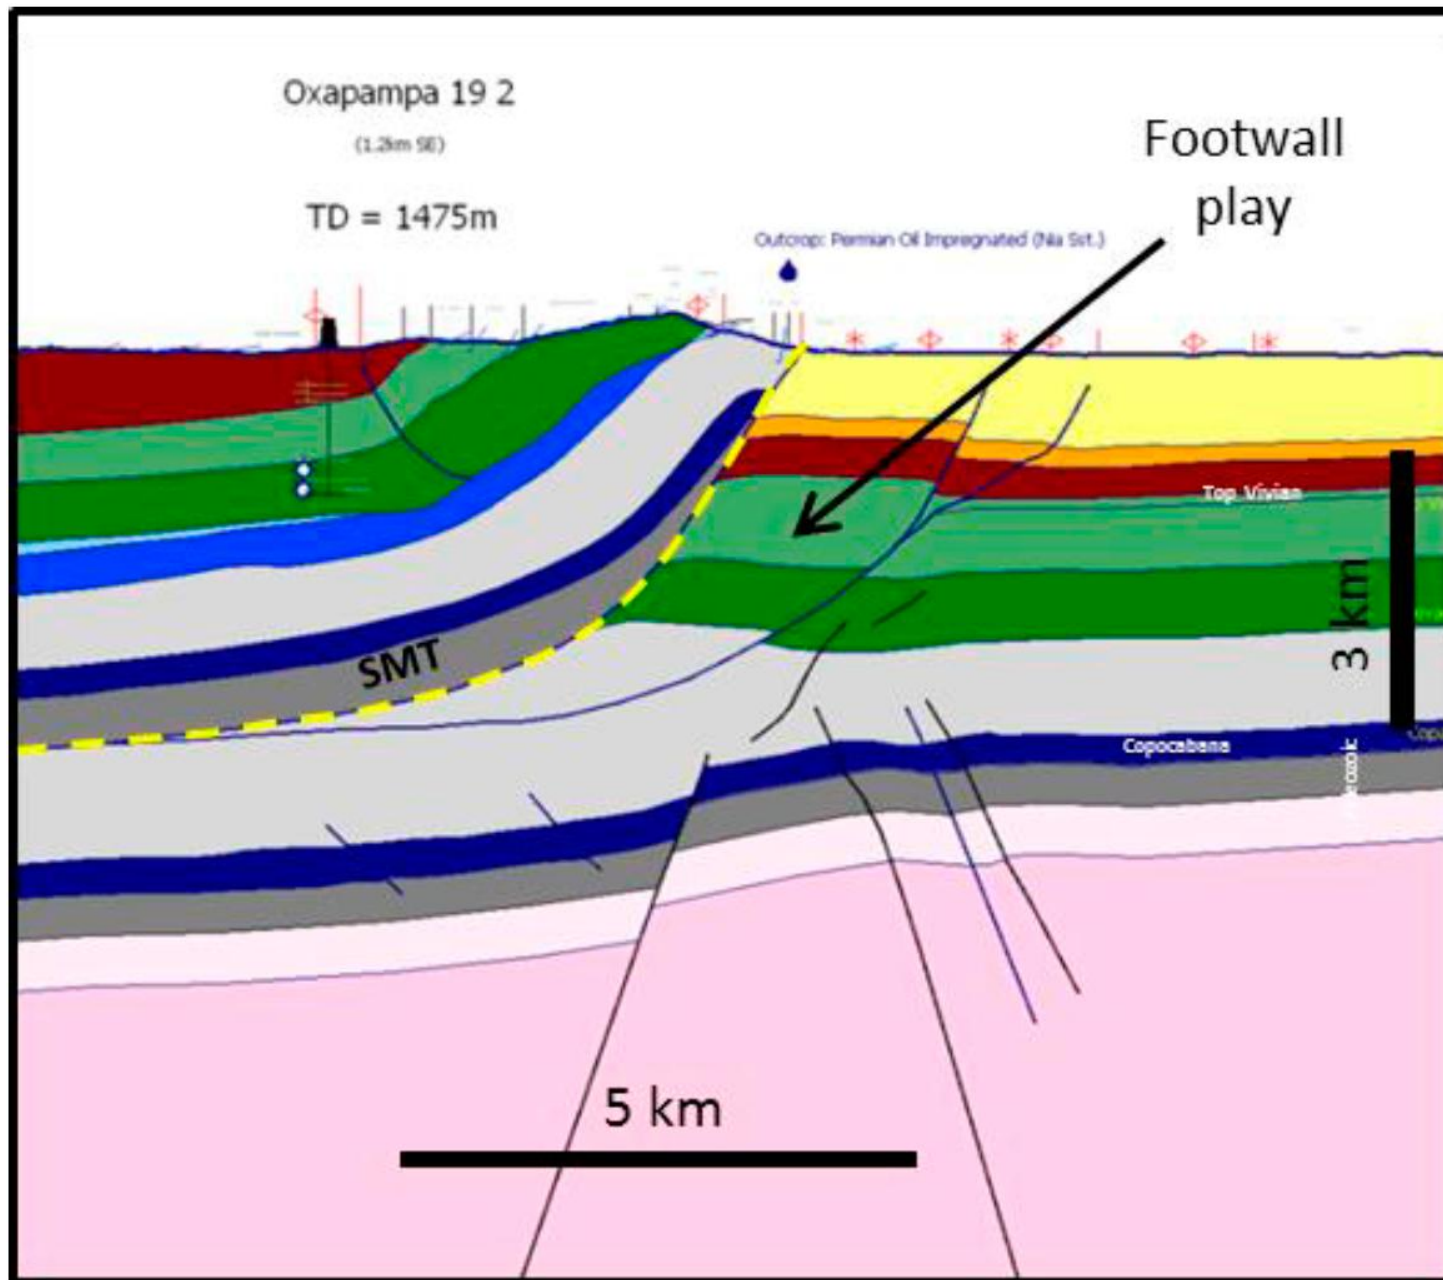 Oxapampa 19 2
(1.2km SE)
TD = 1475m
Footwall
play
Outcrop: Permian Oil Impregnated (Nia Sst.)
Top Vivian
3 km
SMT
Copocabana
5 km